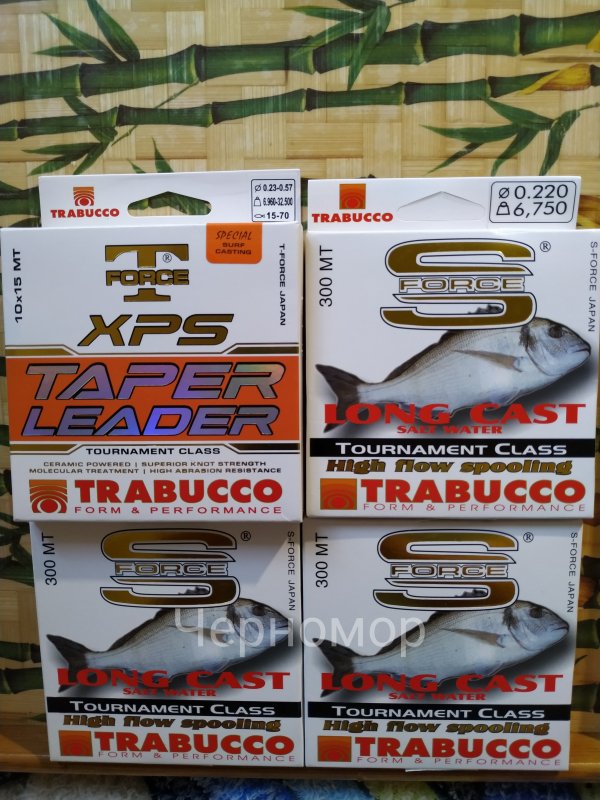 TRABUCCO
Ø 0.23-0.57
6.960-32.500
15-70
SPECIAL
SURF
CASTING
T
FORCE
®
10x15 MT
T-FORCE JAPAN
XPS
TAPER
LEADER
TOURNAMENT CLASS
CERAMIC POWERED | SUPERIOR KNOT STRENGTH
MOLECULAR TREATMENT | HIGH ABRASION RESISTANCE
TRABUCCO
FORM & PERFORMANCE
TRABUCCO
Ø 0.220
6,750
300 MT
S
FORCE
®
S-FORCE JAPAN
LONG CAST
SALT WATER
TOURNAMENT CLASS
High flow spooling
TRABUCCO
FORM & PERFORMANCE
300 MT
S
FORCE
®
S-FORCE JAPAN
LONG CAST
SALT WATER
TOURNAMENT CLASS
High flow spooling
TRABUCCO
FORM & PERFORMANCE
300 MT
S
FORCE
®
S-FORCE JAPAN
LONG CAST
SALT WATER
TOURNAMENT CLASS
High flow spooling
TRABUCCO
FORM & PERFORMANCE
Черномор